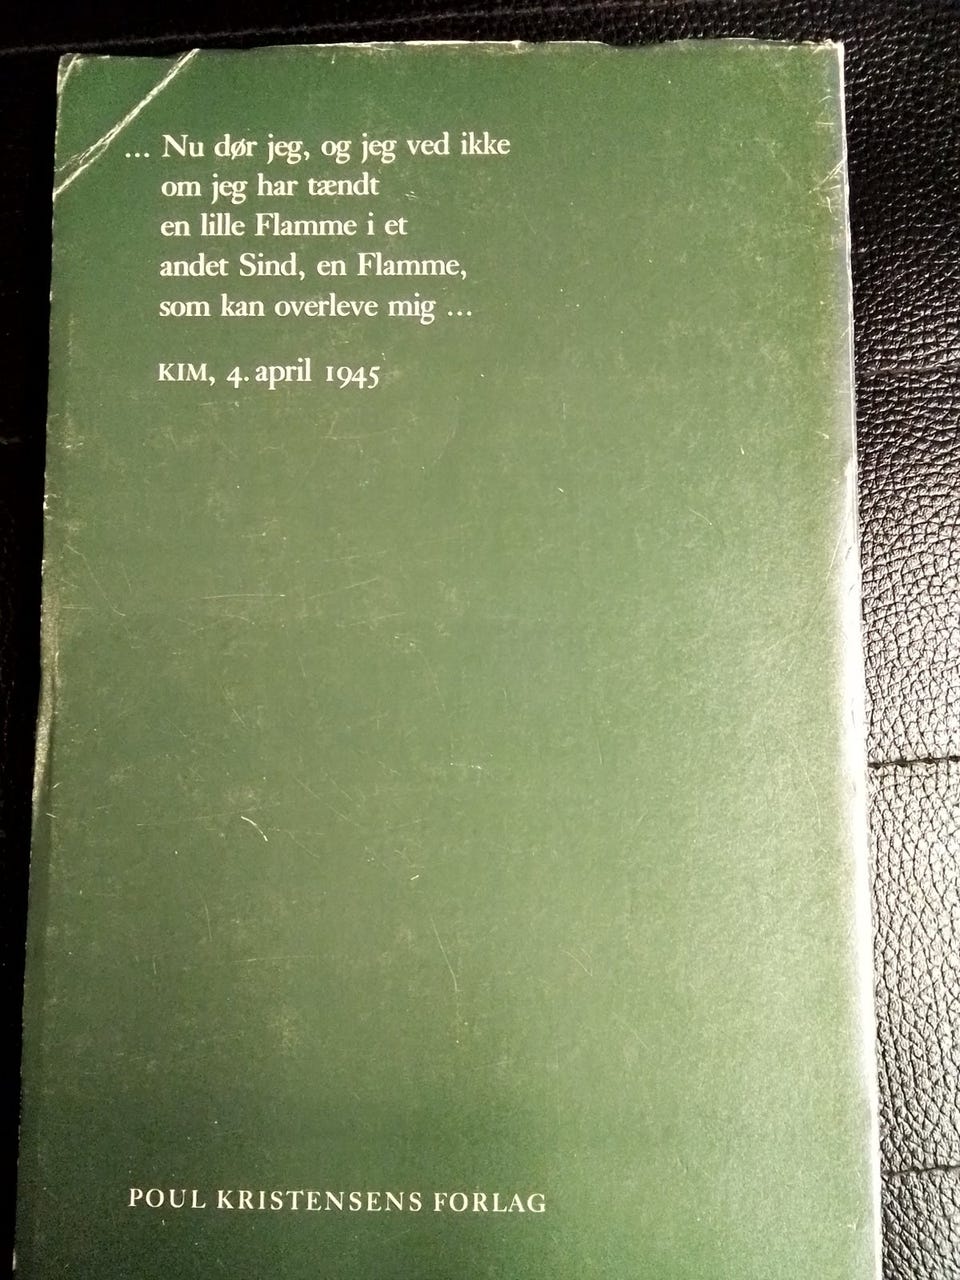 ... Nu dør jeg, og jeg ved ikke
om jeg har tændt
en lille Flamme i et
andet Sind, en Flamme,
som kan overleve mig ...
KIM, 4. april 1945
POUL KRISTENSENS FORLAG